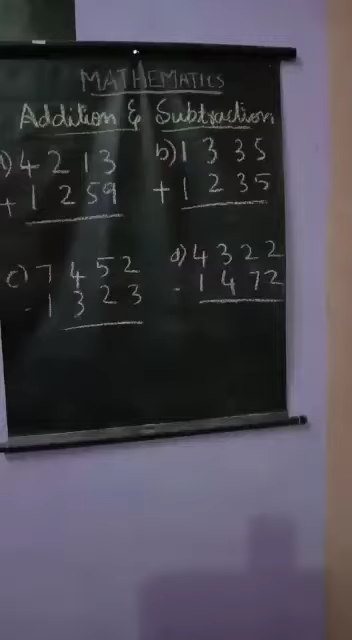 MATHEMATICS
Addition & Subtraction
a) 4 2 1 3
+ 1 2 5 9
b) 1 3 3 5
+ 1 2 3 5
c) 7 4 5 2
- 1 3 2 3
d) 4 3 2 2
- 1 4 7 2